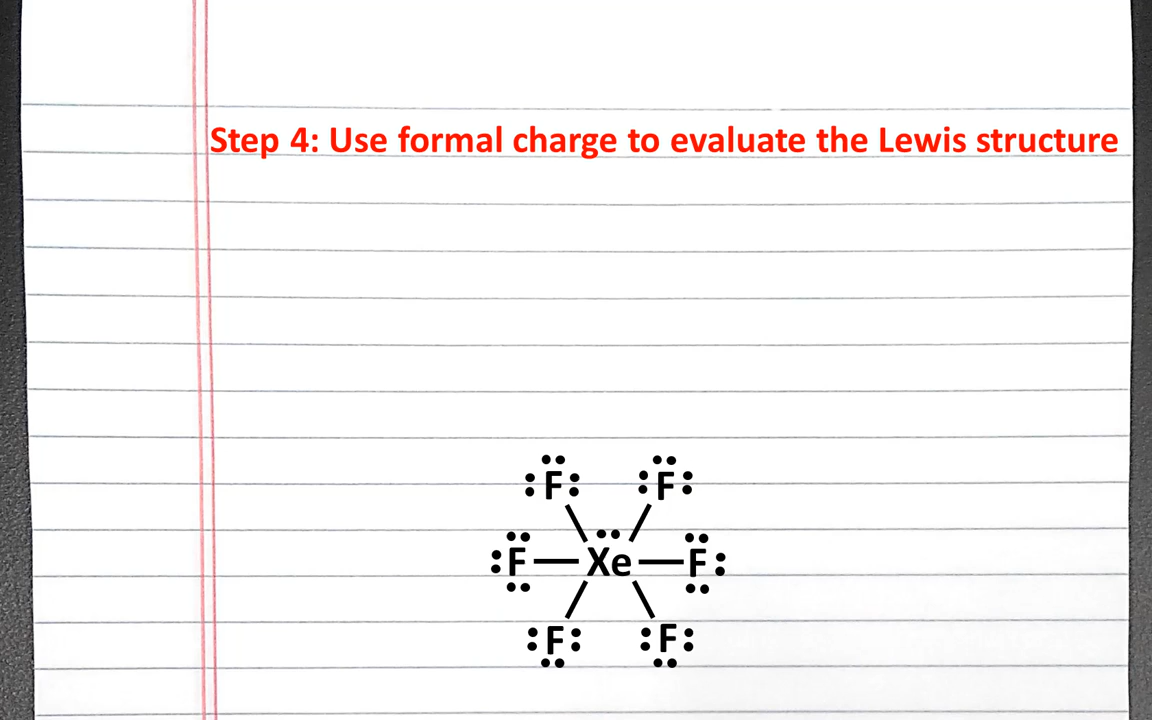 Step 4: Use formal charge to evaluate the Lewis structure
F F
F Xe F
F F